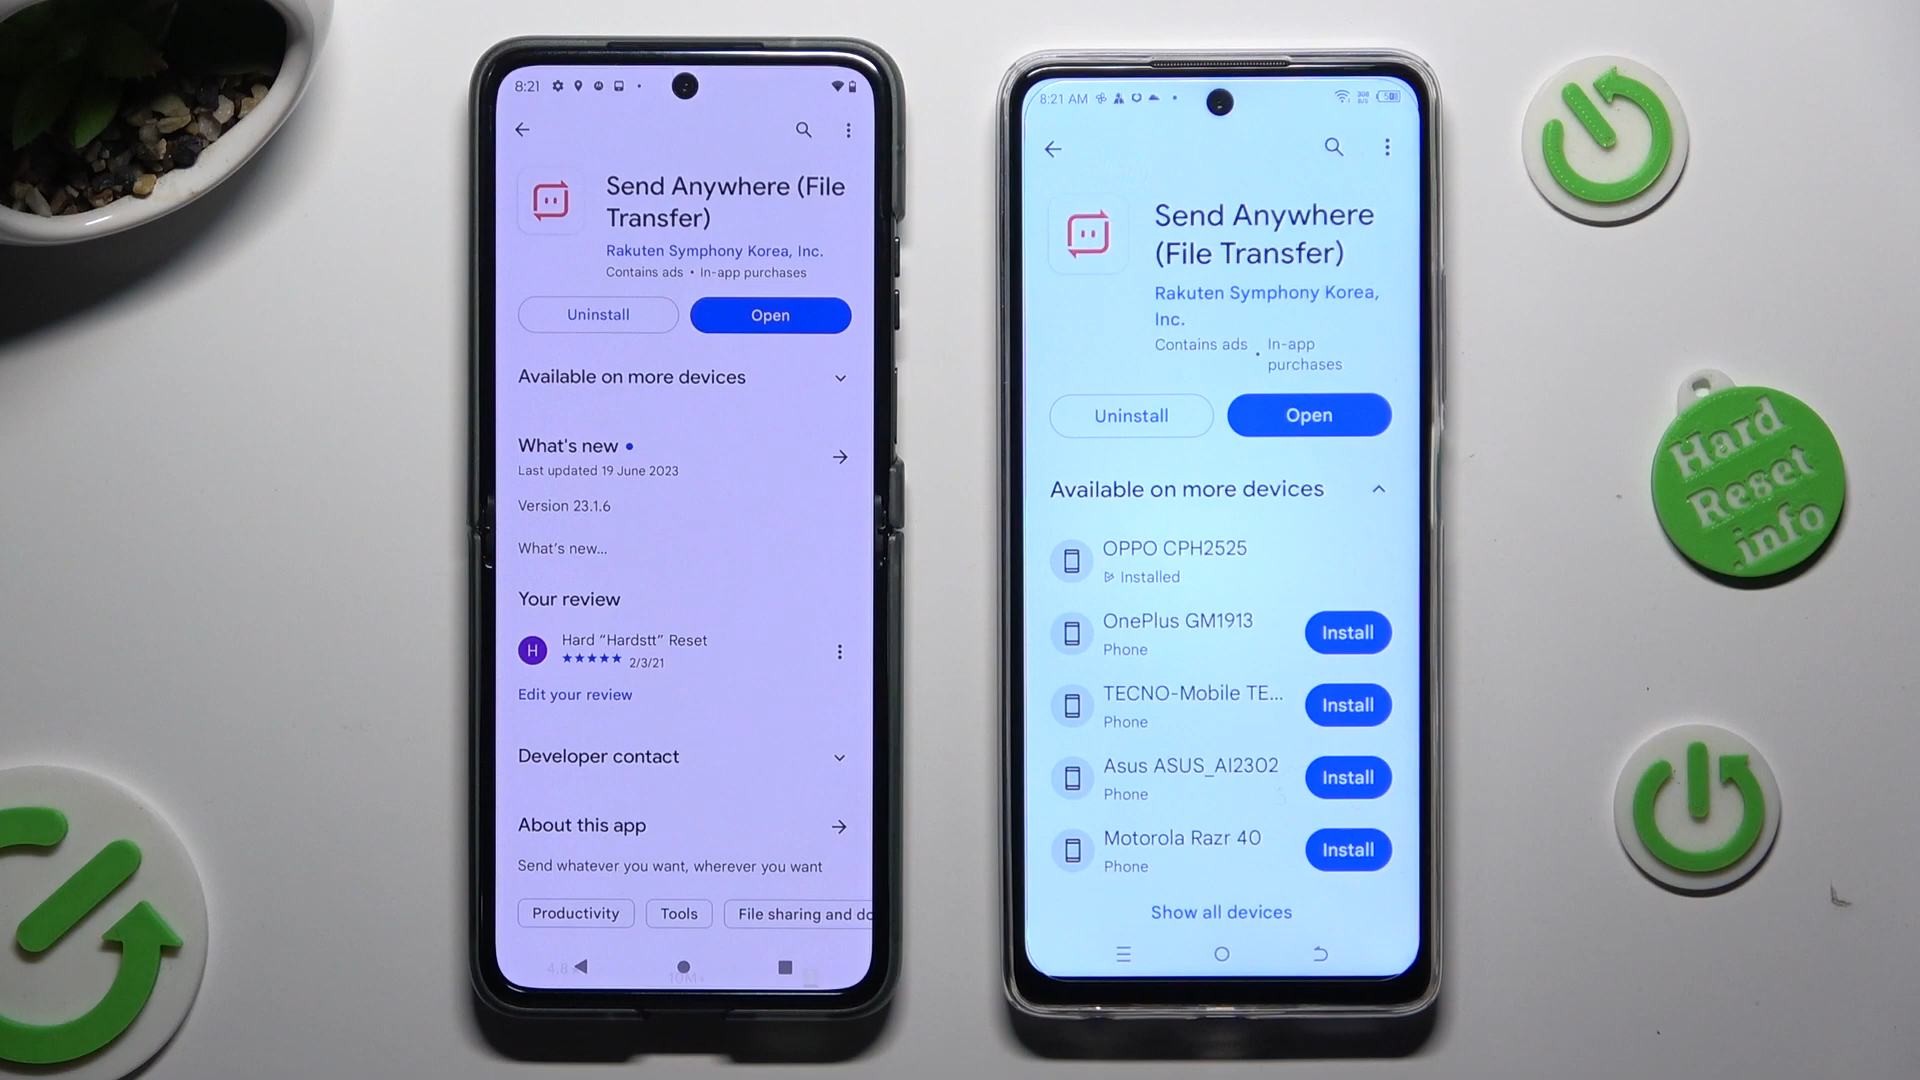 8:21
Send Anywhere (File
Transfer)
Rakuten Symphony Korea, Inc.
Contains ads • In-app purchases
Uninstall
Open
Available on more devices
What's new
Last updated 19 June 2023
Version 23.1.6
What's new...
Your review
H
Hard "Hardstt" Reset
2/3/21
Edit your review
Developer contact
About this app
Send whatever you want, wherever you want
Productivity
Tools
File sharing and do
4.8
10M+
8:21 AM
Send Anywhere
(File Transfer)
Rakuten Symphony Korea,
Inc.
Contains ads • In-app
purchases
Uninstall
Open
Available on more devices
OPPO CPH2525
Installed
OnePlus GM1913
Phone
Install
TECNO-Mobile TE...
Phone
Install
Asus ASUS_AI2302
Phone
Install
Motorola Razr 40
Phone
Install
Show all devices
Hard
Reset
.info